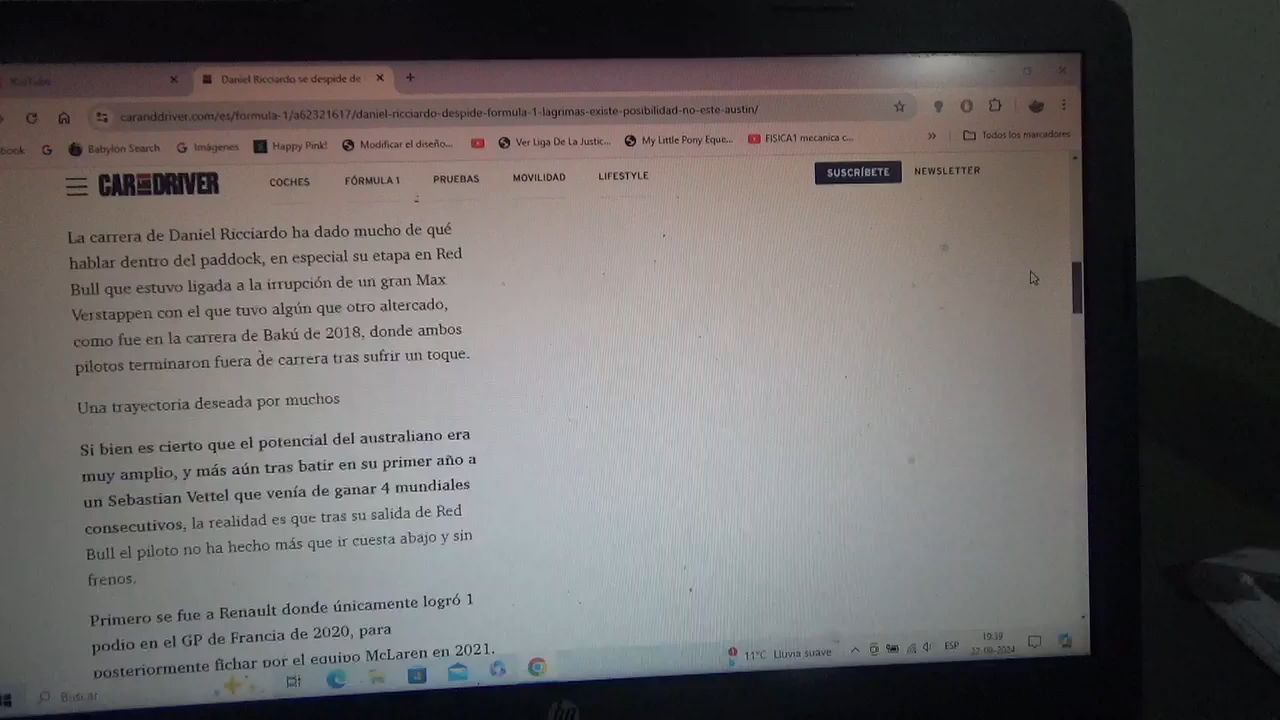 YouTube
Daniel Ricciardo se despide de
caranddriver.com/es/formula-1/a62321617/daniel-ricciardo-despide-formula-1-lagrimas-existe-posibilidad-no-este-austin/
book Babylon Search Imágenes Happy Pink! Modificar el diseño... Ver Liga De La Justic... My Little Pony Eque... FISICA1 mecanica c... » Todos los marcadores
CAR AND DRIVER COCHES FÓRMULA 1 PRUEBAS MOVILIDAD LIFESTYLE SUSCRÍBETE NEWSLETTER
La carrera de Daniel Ricciardo ha dado mucho de qué
hablar dentro del paddock, en especial su etapa en Red
Bull que estuvo ligada a la irrupción de un gran Max
Verstappen con el que tuvo algún que otro altercado,
como fue en la carrera de Bakú de 2018, donde ambos
pilotos terminaron fuera de carrera tras sufrir un toque.
Una trayectoria deseada por muchos
Si bien es cierto que el potencial del australiano era
muy amplio, y más aún tras batir en su primer año a
un Sebastian Vettel que venía de ganar 4 mundiales
consecutivos, la realidad es que tras su salida de Red
Bull el piloto no ha hecho más que ir cuesta abajo y sin
frenos.
Primero se fue a Renault donde únicamente logró 1
podio en el GP de Francia de 2020, para
posteriormente fichar por el equipo McLaren en 2021.
Buscar
11°C Lluvia suave
ESP
19:39
hp